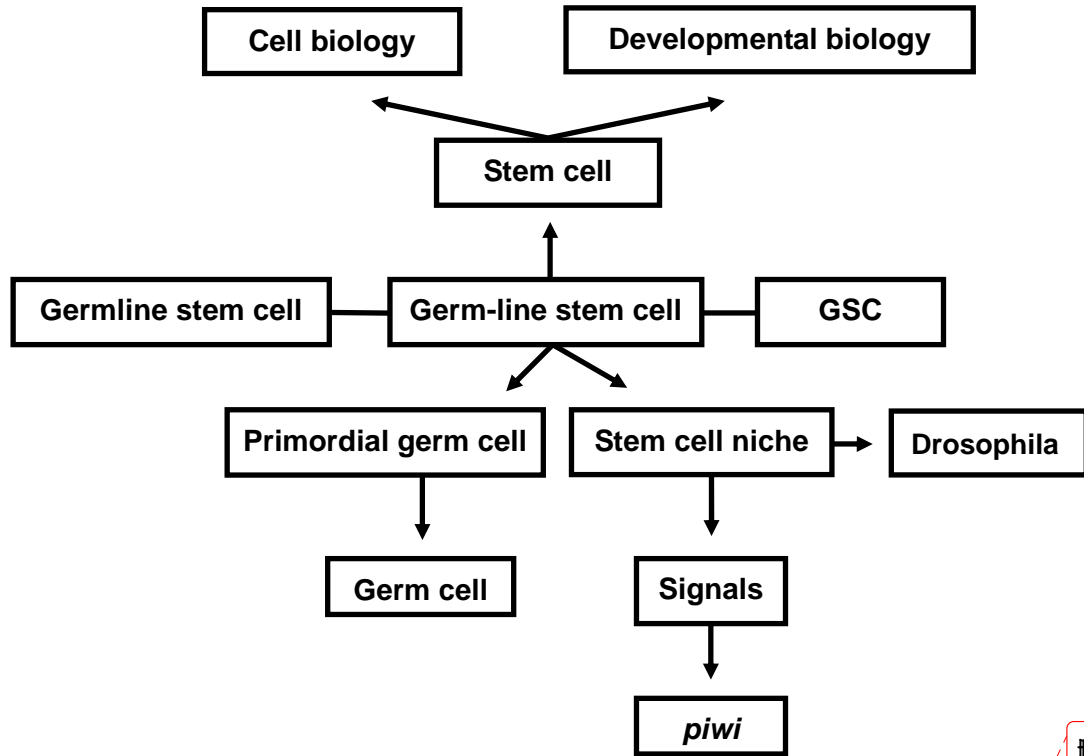 Cell biology
Developmental biology
Stem cell
Germline stem cell
Germ-line stem cell
GSC
Primordial germ cell
Stem cell niche
Drosophila
Germ cell
Signals
piwi